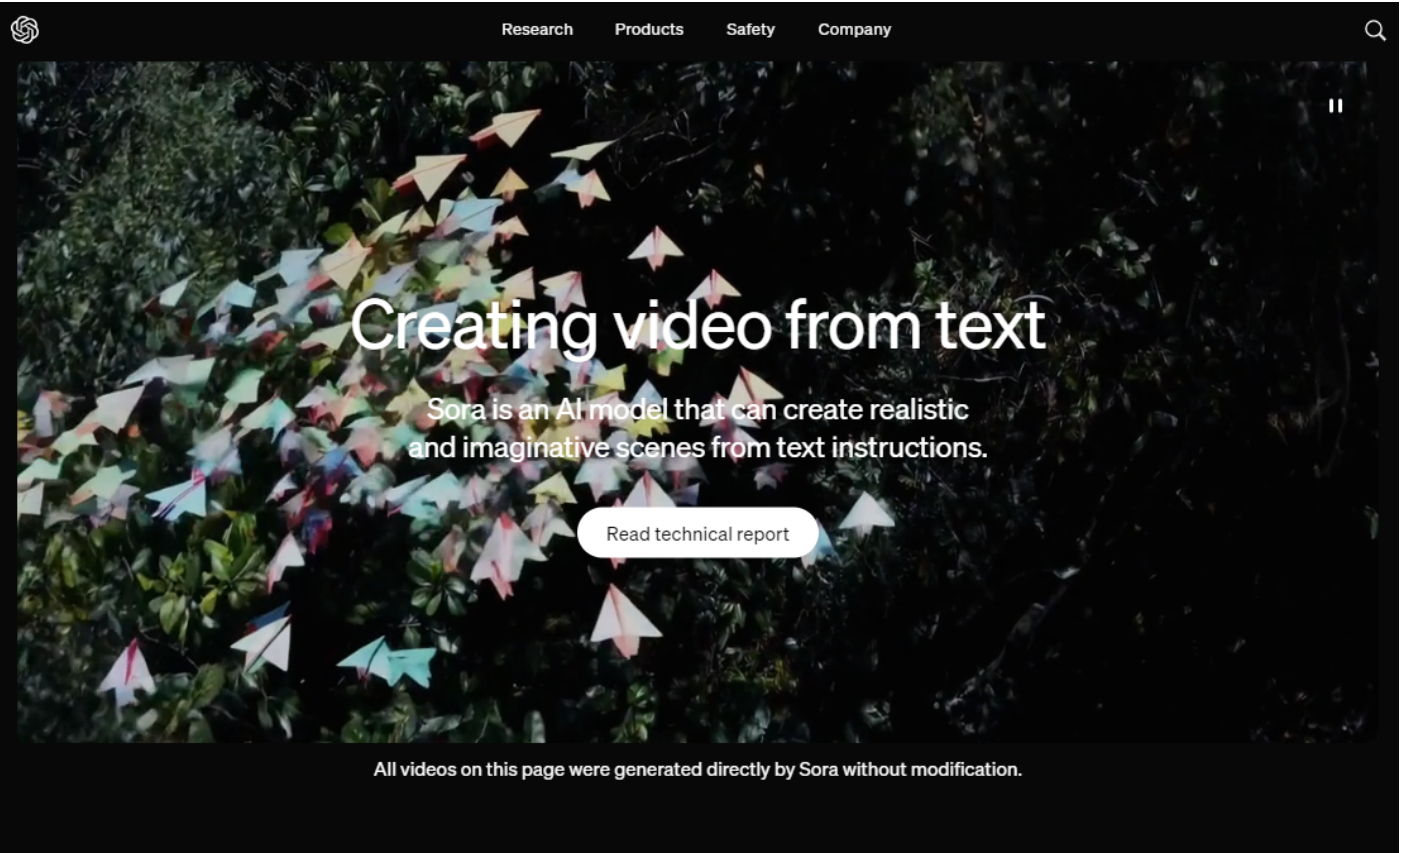 Research Products Safety Company
Creating video from text
Sora is an AI model that can create realistic
and imaginative scenes from text instructions.
Read technical report
All videos on this page were generated directly by Sora without modification.